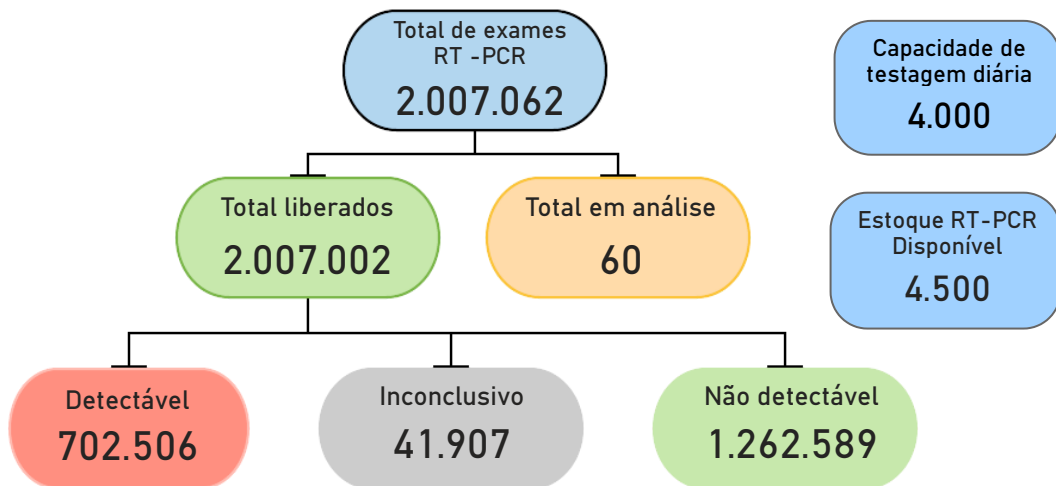 Total de exames
RT -PCR
2.007.062
Capacidade de
testagem diária
4.000
Total liberados
2.007.002
Total em análise
60
Estoque RT-PCR
Disponível
4.500
Detectável
702.506
Inconclusivo
41.907
Não detectável
1.262.589